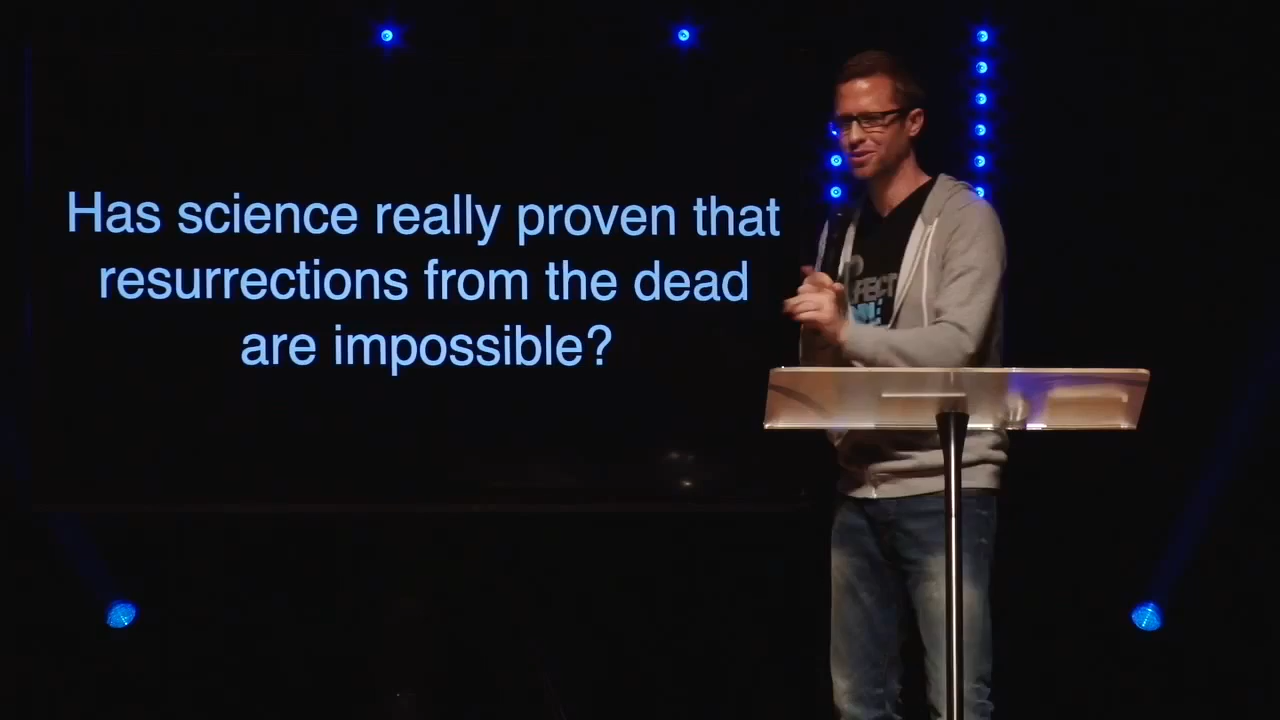 Has science really proven that
resurrections from the dead
are impossible?